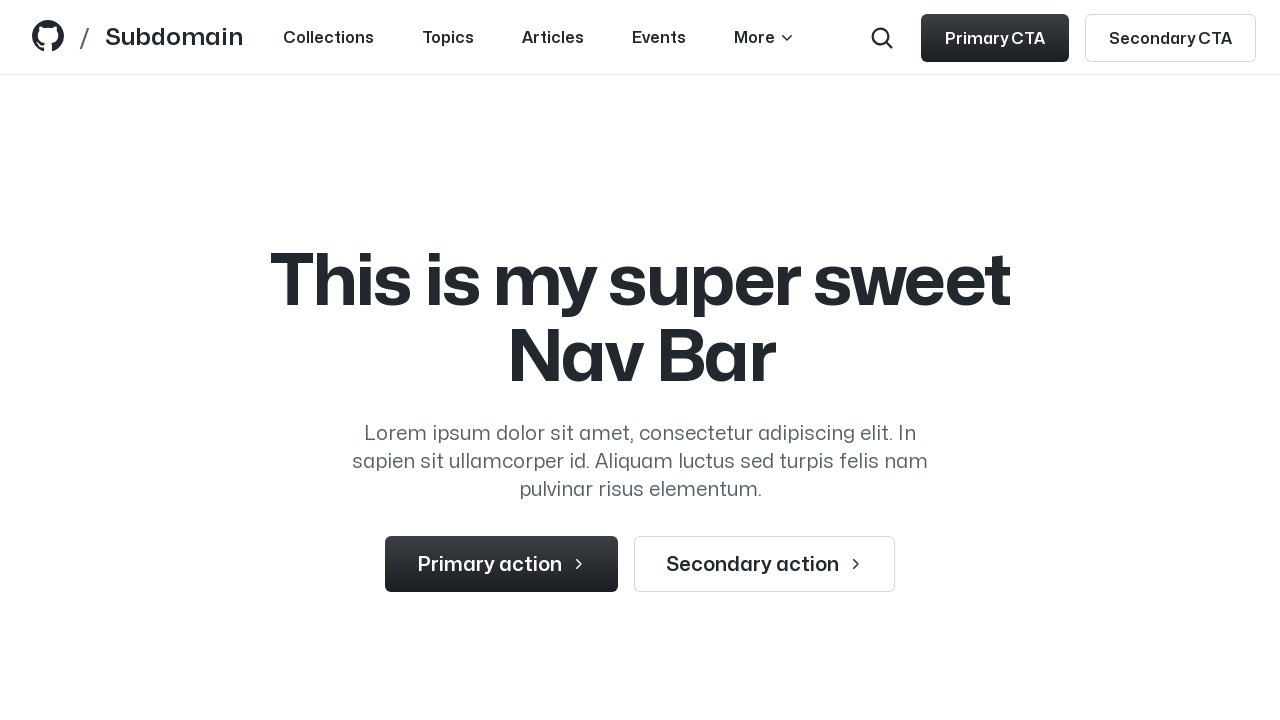 / Subdomain Collections Topics Articles Events More Primary CTA Secondary CTA
This is my super sweet
Nav Bar
Lorem ipsum dolor sit amet, consectetur adipiscing elit. In
sapien sit ullamcorper id. Aliquam luctus sed turpis felis nam
pulvinar risus elementum.
Primary action Secondary action